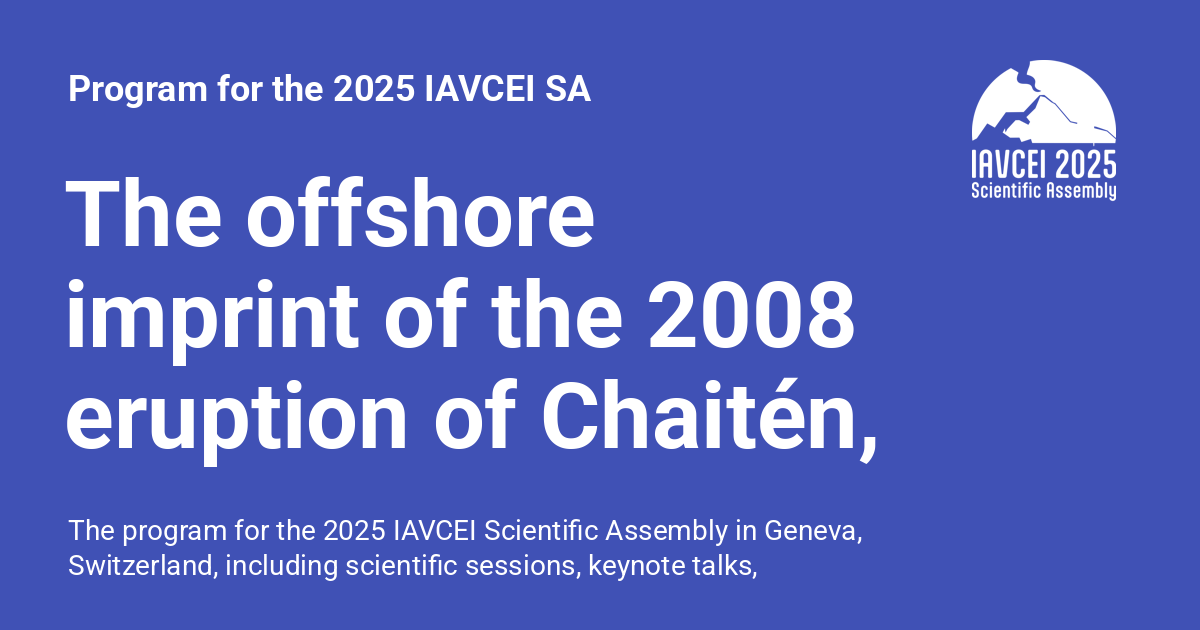 Program for the 2025 IAVCEI SA
IAVCEI 2025
Scientific Assembly
The offshore
imprint of the 2008
eruption of Chaitén,
The program for the 2025 IAVCEI Scientific Assembly in Geneva,
Switzerland, including scientific sessions, keynote talks,